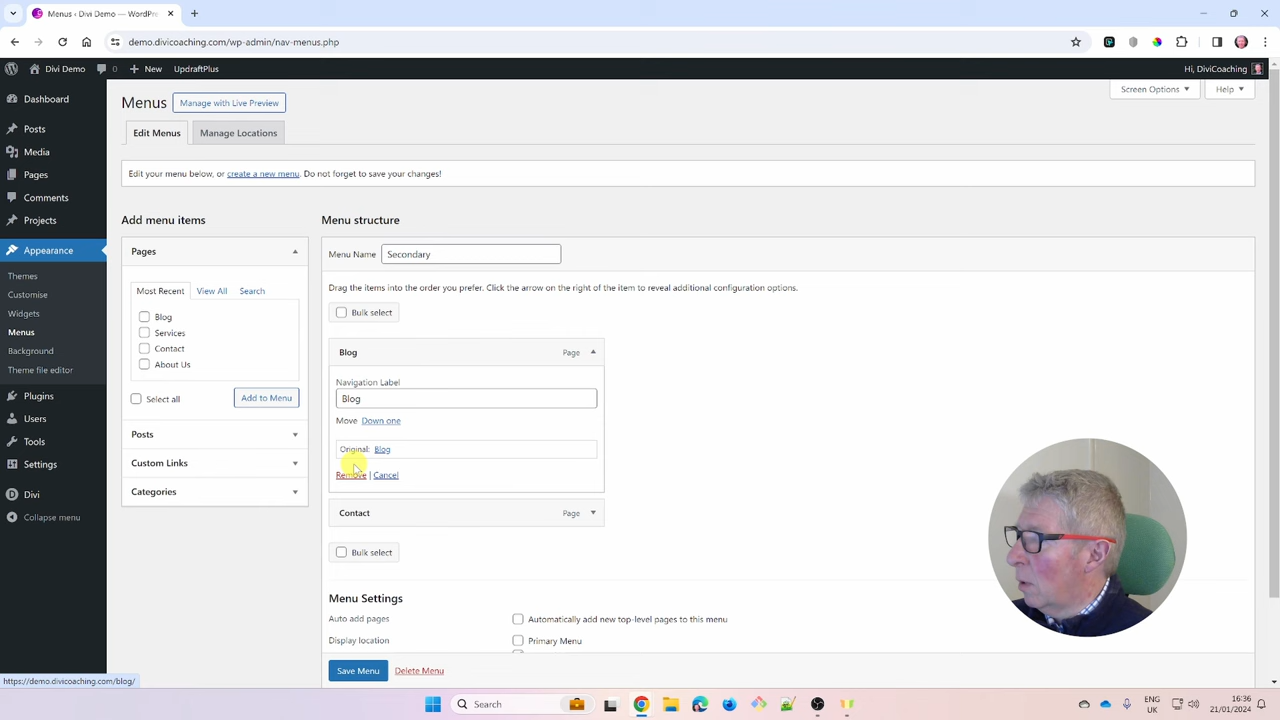 Menus ‹ Divi Demo — WordPre
demo.divicoaching.com/wp-admin/nav-menus.php
Divi Demo
0
New
UpdraftPlus
Hi, DiviCoaching
Dashboard
Posts
Media
Pages
Comments
Projects
Appearance
Themes
Customise
Widgets
Menus
Background
Theme file editor
Plugins
Users
Tools
Settings
Divi
Collapse menu
Menus
Manage with Live Preview
Screen Options
Help
Edit Menus
Manage Locations
Edit your menu below, or create a new menu. Do not forget to save your changes!
Add menu items
Pages
Most Recent
View All
Search
Blog
Services
Contact
About Us
Select all
Add to Menu
Posts
Custom Links
Categories
Menu structure
Menu Name
Secondary
Drag the items into the order you prefer. Click the arrow on the right of the item to reveal additional configuration options.
Bulk select
Blog
Page
Navigation Label
Blog
Move Down one
Original: Blog
Remove | Cancel
Contact
Page
Bulk select
Menu Settings
Auto add pages
Automatically add new top-level pages to this menu
Display location
Primary Menu
Save Menu
Delete Menu
https://demo.divicoaching.com/blog/
Search
ENG
UK
16:36
21/01/2024